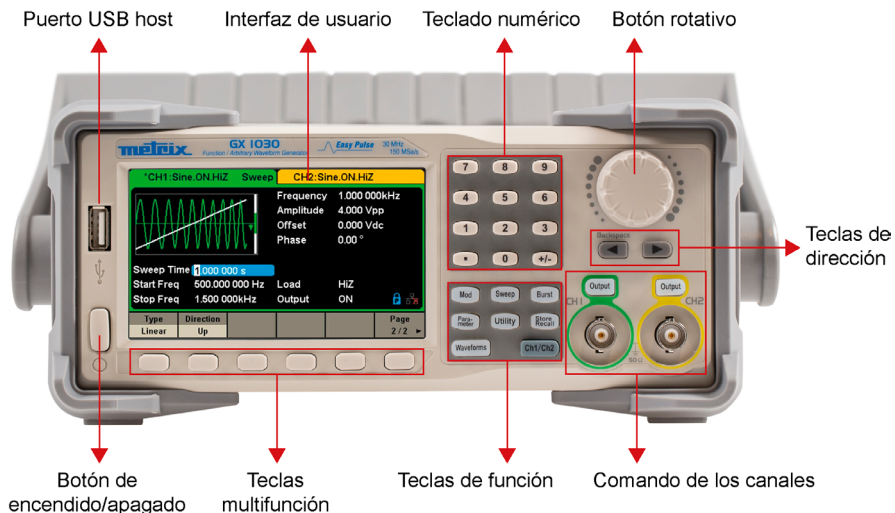 Puerto USB host
Interfaz de usuario
Teclado numérico
Botón rotativo
metrix
GX 1030
Function / Arbitrary Waveform Generator
Easy Pulse
30 MHz
150 MSa/s
*CH1:Sine.ON.HiZ Sweep
CH2:Sine.ON.HiZ
Frequency 1.000 000kHz
Amplitude 4.000 Vpp
Offset 0.000 Vdc
Phase 0.00 °
Sweep Time 1.000 000 s
Start Freq 500.000 000 Hz Load HiZ
Stop Freq 1.500 000kHz Output ON
Type Direction Page
Linear Up 2 / 2 ►
7 8 9
4 5 6
1 2 3
• 0 +/-
Backspace
Mod Sweep Burst
Para-
meter
Utility
Store
Recall
Waveforms Ch1/Ch2
Output Output
CH1 CH2
50 Ω
Teclas de
dirección
Botón de
encendido/apagado
Teclas
multifunción
Teclas de función
Comando de los canales